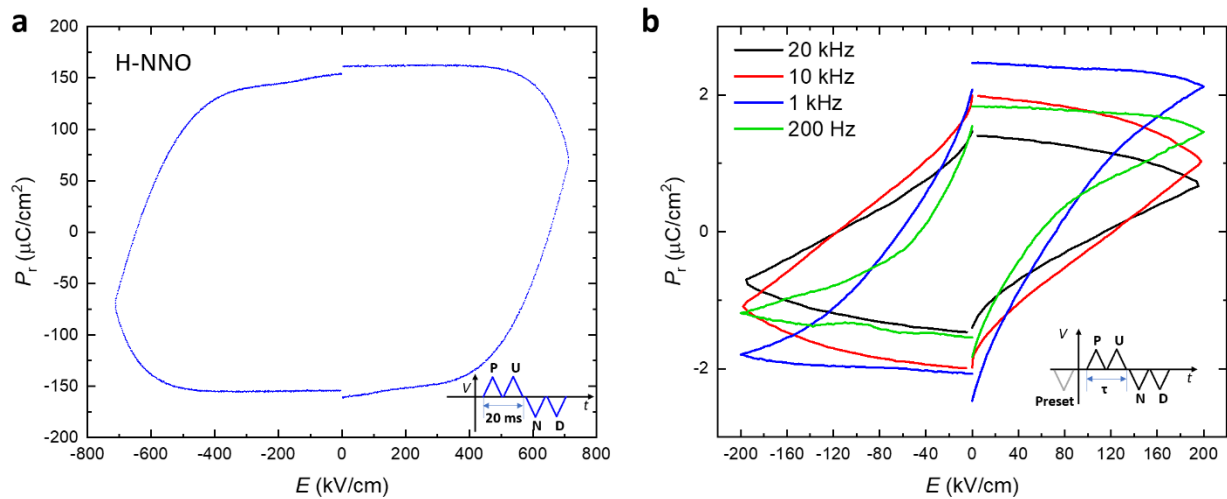 a
H-NNO
Pr (µC/cm2)
200
150
100
50
0
-50
-100
-150
-200
-800 -600 -400 -200 0 200 400 600 800
E (kV/cm)
V
P U
20 ms
t
N D
b
20 kHz
10 kHz
1 kHz
200 Hz
Pr (µC/cm2)
2
0
-2
-200 -160 -120 -80 -40 0 40 80 120 160 200
E (kV/cm)
V
P U
t
Preset
τ
N D